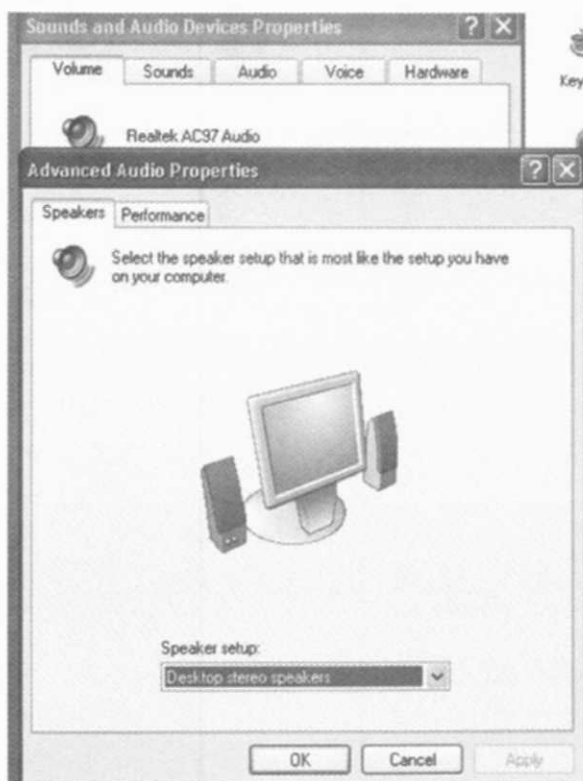 Sounds and Audio Devices Properties
Volume Sounds Audio Voice Hardware
Key
Realtek AC97 Audio
Advanced Audio Properties
Speakers Performance
Select the speaker setup that is most like the setup you have
on your computer.
Speaker setup:
Desktop stereo speakers
OK Cancel Apply